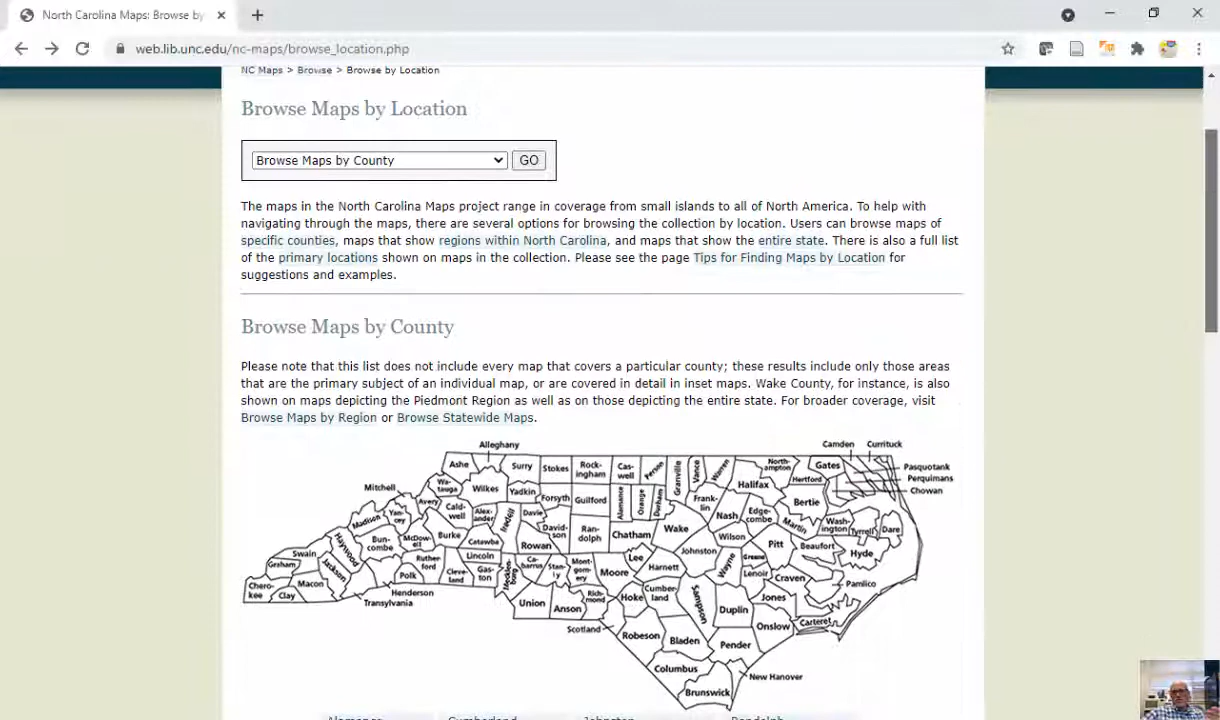 North Carolina Maps: Browse by
web.lib.unc.edu/nc-maps/browse_location.php
NC Maps > Browse > Browse by Location
Browse Maps by Location
Browse Maps by County
GO
The maps in the North Carolina Maps project range in coverage from small islands to all of North America. To help with
navigating through the maps, there are several options for browsing the collection by location. Users can browse maps of
specific counties, maps that show regions within North Carolina, and maps that show the entire state. There is also a full list
of the primary locations shown on maps in the collection. Please see the page Tips for Finding Maps by Location for
suggestions and examples.
Browse Maps by County
Please note that this list does not include every map that covers a particular county; these results include only those areas
that are the primary subject of an individual map, or are covered in detail in inset maps. Wake County, for instance, is also
shown on maps depicting the Piedmont Region as well as on those depicting the entire state. For broader coverage, visit
Browse Maps by Region or Browse Statewide Maps.
Alleghany
Camden
Currituck
Ashe
Surry
Stokes
Rock-
ingham
Cas-
well
Person
Granville
Vance
Warren
North-
ampton
Gates
Pasquotank
Perquimans
Chowan
Hertford
Mitchell
Wa-
tauga
Wilkes
Yadkin
Forsyth
Guilford
Alamance
Orange
Durham
Frank-
lin
Halifax
Bertie
Avery
Cald-
well
Alex-
ander
Iredell
Davie
David-
son
Ran-
dolph
Chatham
Wake
Nash
Edge-
combe
Martin
Wash-
ington
Tyrrell
Dare
Madison
Yan-
cey
McDow-
ell
Burke
Catawba
Rowan
Wilson
Pitt
Beaufort
Hyde
Swain
Haywood
Bun-
combe
Ruther-
ford
Lincoln
Ca-
barrus
Stan-
ly
Mont-
gom-
ery
Moore
Lee
Harnett
Johnston
Wayne
Greene
Lenoir
Craven
Pamlico
Graham
Jackson
Polk
Cleve-
land
Gas-
ton
Mecklen-
burg
Chero-
kee
Clay
Macon
Henderson
Transylvania
Union
Anson
Rich-
mond
Hoke
Cumber-
land
Sampson
Duplin
Jones
Carteret
Scotland
Robeson
Bladen
Pender
Onslow
Columbus
New Hanover
Brunswick
Alamance
Cumberland
Johnston
Randolph